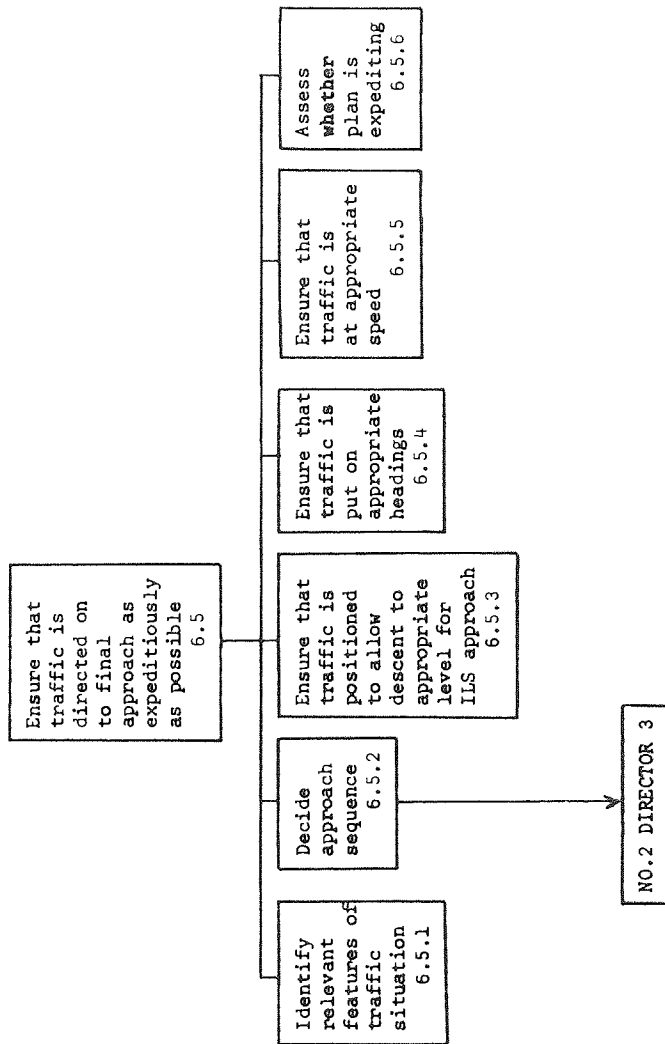 Ensure that
traffic is
directed on
to final
approach as
expeditiously
as possible
6.5
Identify
relevant
features of
traffic
situation
6.5.1
Decide
approach
sequence
6.5.2
Ensure that
traffic is
positioned
to allow
descent to
appropriate
level for
ILS approach
6.5.3
Ensure that
traffic is
put on
appropriate
headings
6.5.4
Ensure that
traffic is
at appropriate
speed
6.5.5
Assess
whether
plan is
expediting
6.5.6
NO.2 DIRECTOR 3